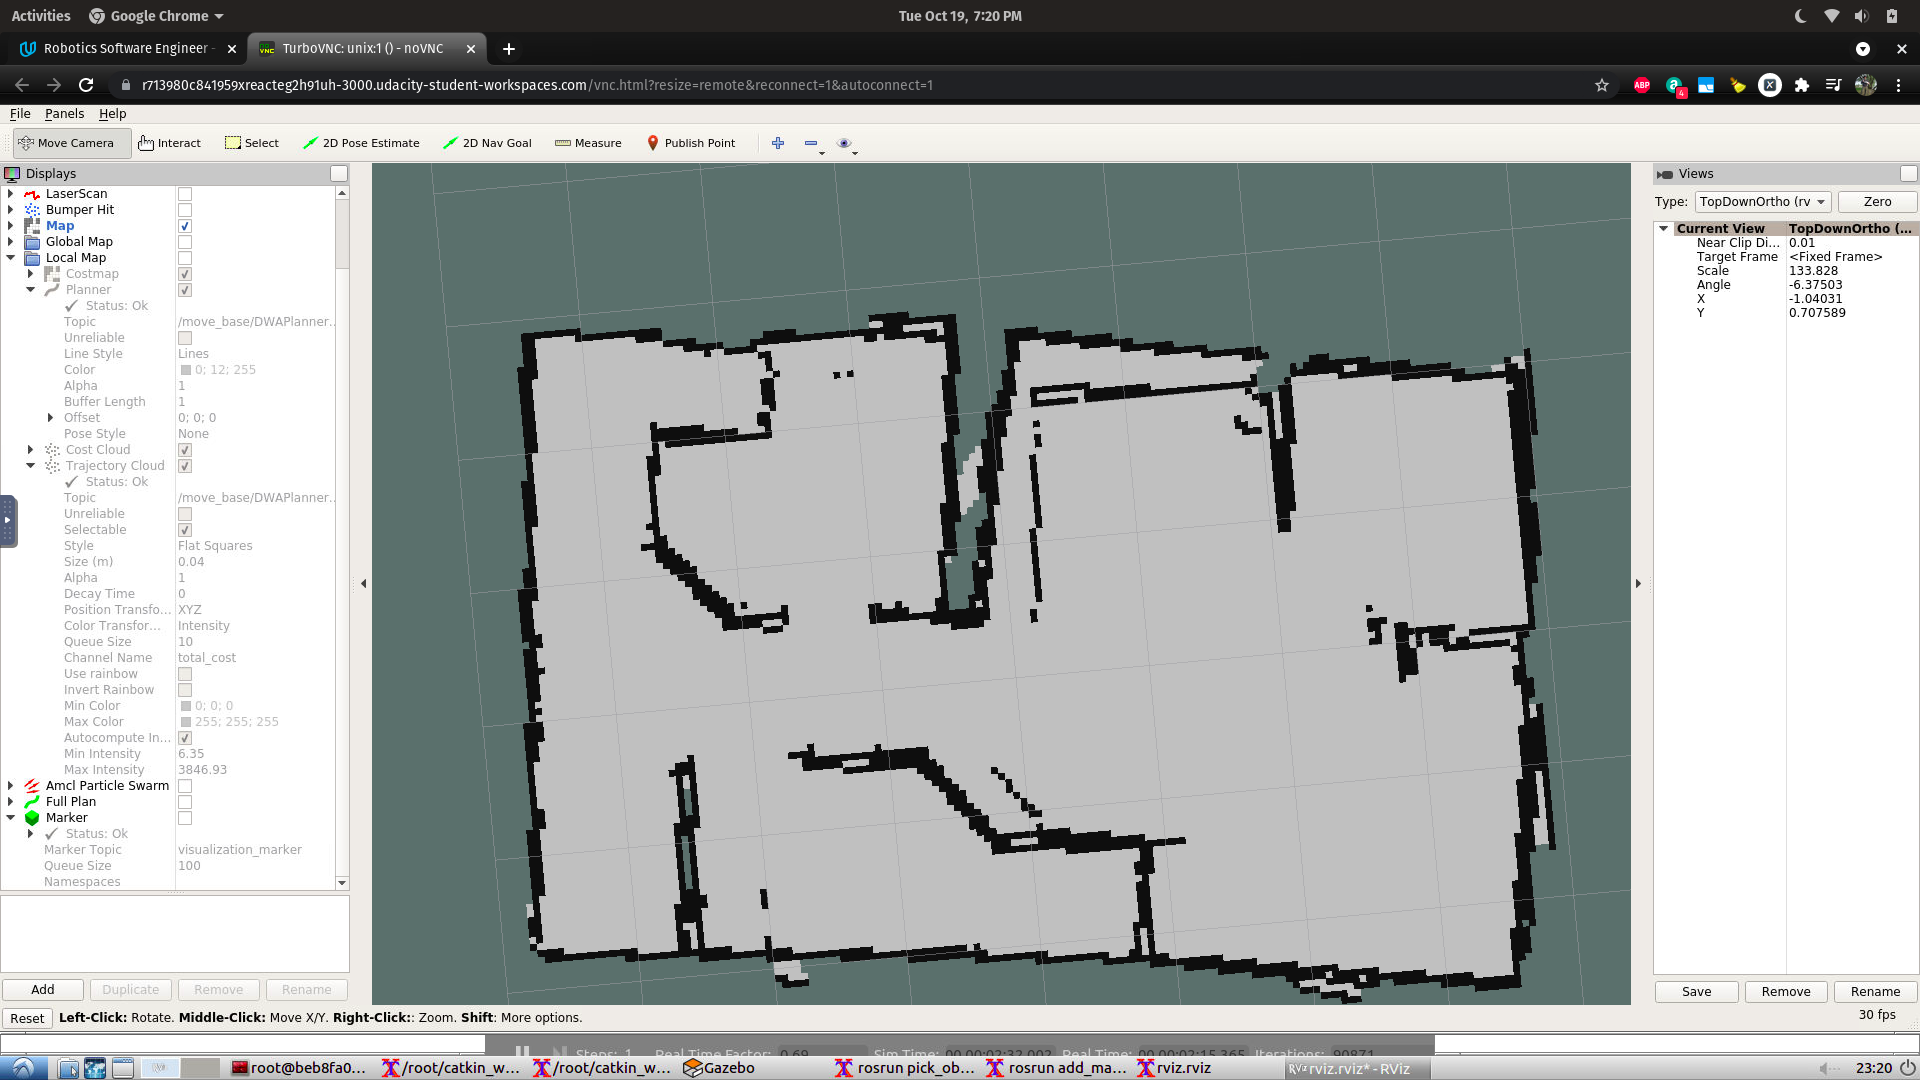 Activities Google Chrome Tue Oct 19, 7:20 PM
Robotics Software Engineer - TurboVNC: unix:1 () - noVNC
r713980c841959xreacteg2h91uh-3000.udacity-student-workspaces.com/vnc.html?resize=remote&reconnect=1&autoconnect=1 ABP 4
File Panels Help
Move Camera Interact Select 2D Pose Estimate 2D Nav Goal Measure Publish Point
Displays
LaserScan
Bumper Hit
Map
Global Map
Local Map
Costmap
Planner
Status: Ok
Topic /move_base/DWAPlanner...
Unreliable
Line Style Lines
Color 0; 12; 255
Alpha 1
Buffer Length 1
Offset 0; 0; 0
Pose Style None
Cost Cloud
Trajectory Cloud
Status: Ok
Topic /move_base/DWAPlanner...
Unreliable
Selectable
Style Flat Squares
Size (m) 0.04
Alpha 1
Decay Time 0
Position Transfo... XYZ
Color Transfor... Intensity
Queue Size 10
Channel Name total_cost
Use rainbow
Invert Rainbow
Min Color 0; 0; 0
Max Color 255; 255; 255
Autocompute In...
Min Intensity 6.35
Max Intensity 3846.93
Amcl Particle Swarm
Full Plan
Marker
Status: Ok
Marker Topic visualization_marker
Queue Size 100
Namespaces
Add Duplicate Remove Rename
Views
Type: TopDownOrtho (rv Zero
Current View TopDownOrtho (...
Near Clip Di... 0.01
Target Frame <Fixed Frame>
Scale 133.828
Angle -6.37503
X -1.04031
Y 0.707589
Save Remove Rename
Reset Left-Click: Rotate. Middle-Click: Move X/Y. Right-Click:: Zoom. Shift: More options. 30 fps
Steps: 1 Real Time Factor: 0.69 Sim Time: 00 00:02:32.002 Real Time: 00 00:02:15.365 Iterations: 90871
root@beb8fa0... /root/catkin_w... /root/catkin_w... Gazebo rosrun pick_ob... rosrun add_ma... rviz.rviz rviz.rviz* - RViz 23:20